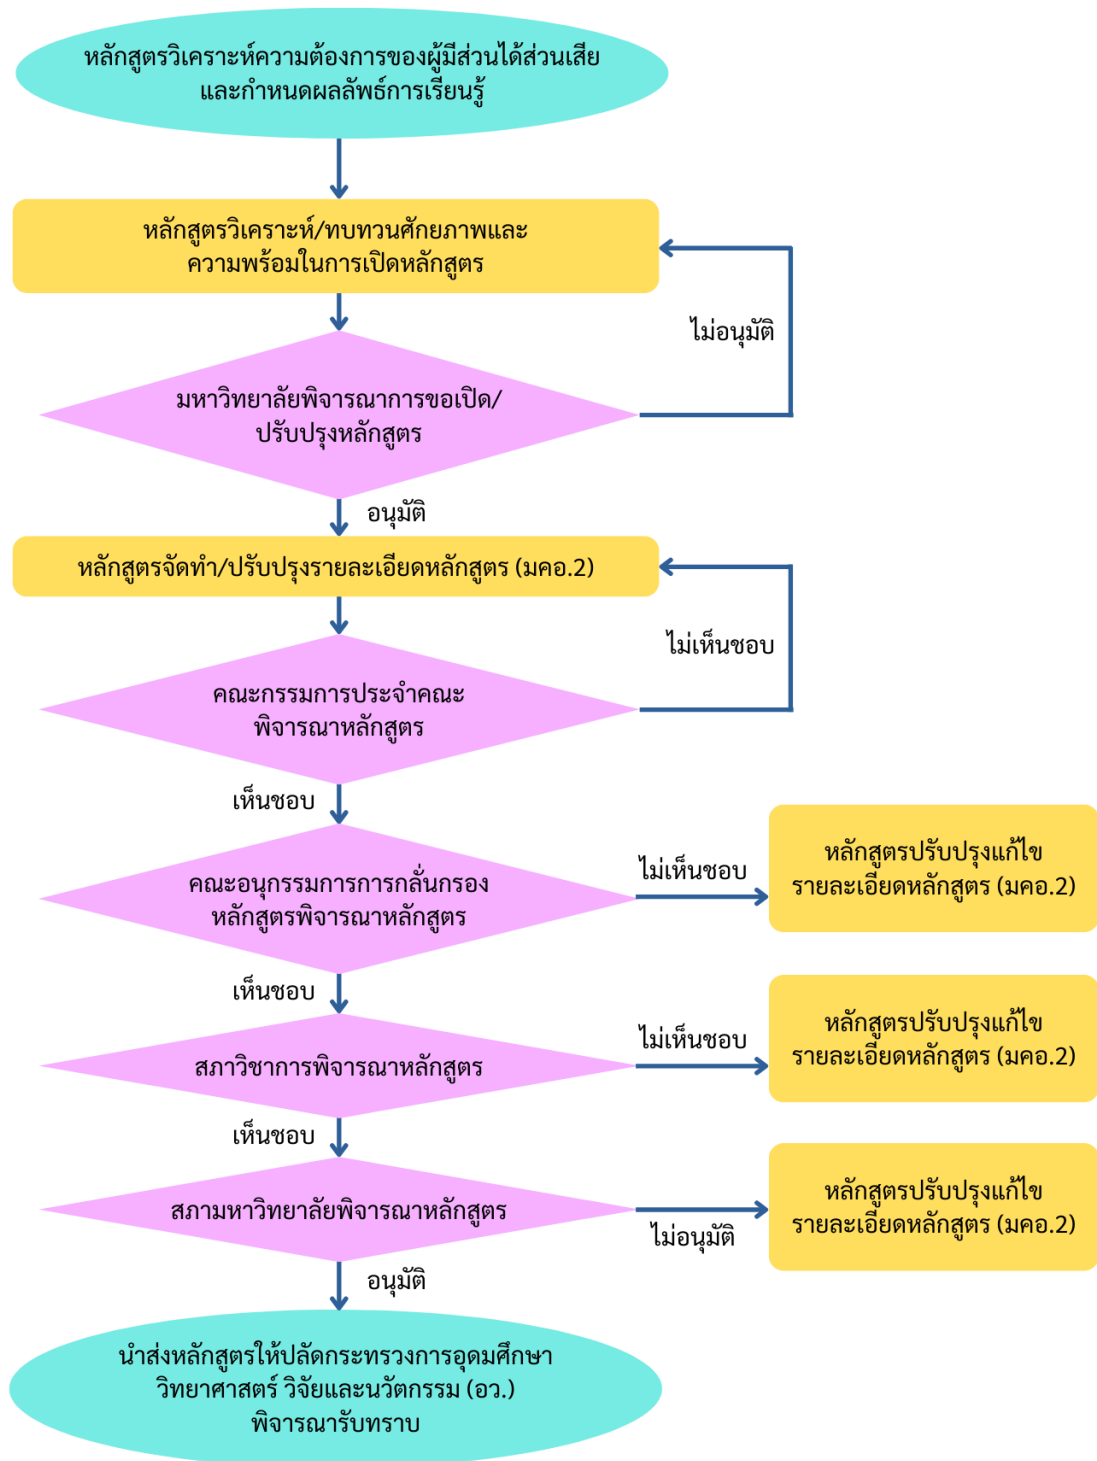 หลักสูตรวิเคราะห์ความต้องการของผู้มีส่วนได้ส่วนเสีย
และกำหนดผลลัพธ์การเรียนรู้
หลักสูตรวิเคราะห์/ทบทวนศักยภาพและ
ความพร้อมในการเปิดหลักสูตร
ไม่อนุมัติ
มหาวิทยาลัยพิจารณาการขอเปิด/
ปรับปรุงหลักสูตร
อนุมัติ
หลักสูตรจัดทำ/ปรับปรุงรายละเอียดหลักสูตร (มคอ.2)
ไม่เห็นชอบ
คณะกรรมการประจำคณะ
พิจารณาหลักสูตร
เห็นชอบ
คณะอนุกรรมการการกลั่นกรอง
หลักสูตรพิจารณาหลักสูตร
ไม่เห็นชอบ
หลักสูตรปรับปรุงแก้ไข
รายละเอียดหลักสูตร (มคอ.2)
เห็นชอบ
สภาวิชาการพิจารณาหลักสูตร
ไม่เห็นชอบ
หลักสูตรปรับปรุงแก้ไข
รายละเอียดหลักสูตร (มคอ.2)
เห็นชอบ
สภามหาวิทยาลัยพิจารณาหลักสูตร
ไม่อนุมัติ
หลักสูตรปรับปรุงแก้ไข
รายละเอียดหลักสูตร (มคอ.2)
อนุมัติ
นำส่งหลักสูตรให้ปลัดกระทรวงการอุดมศึกษา
วิทยาศาสตร์ วิจัยและนวัตกรรม (อว.)
พิจารณารับทราบ